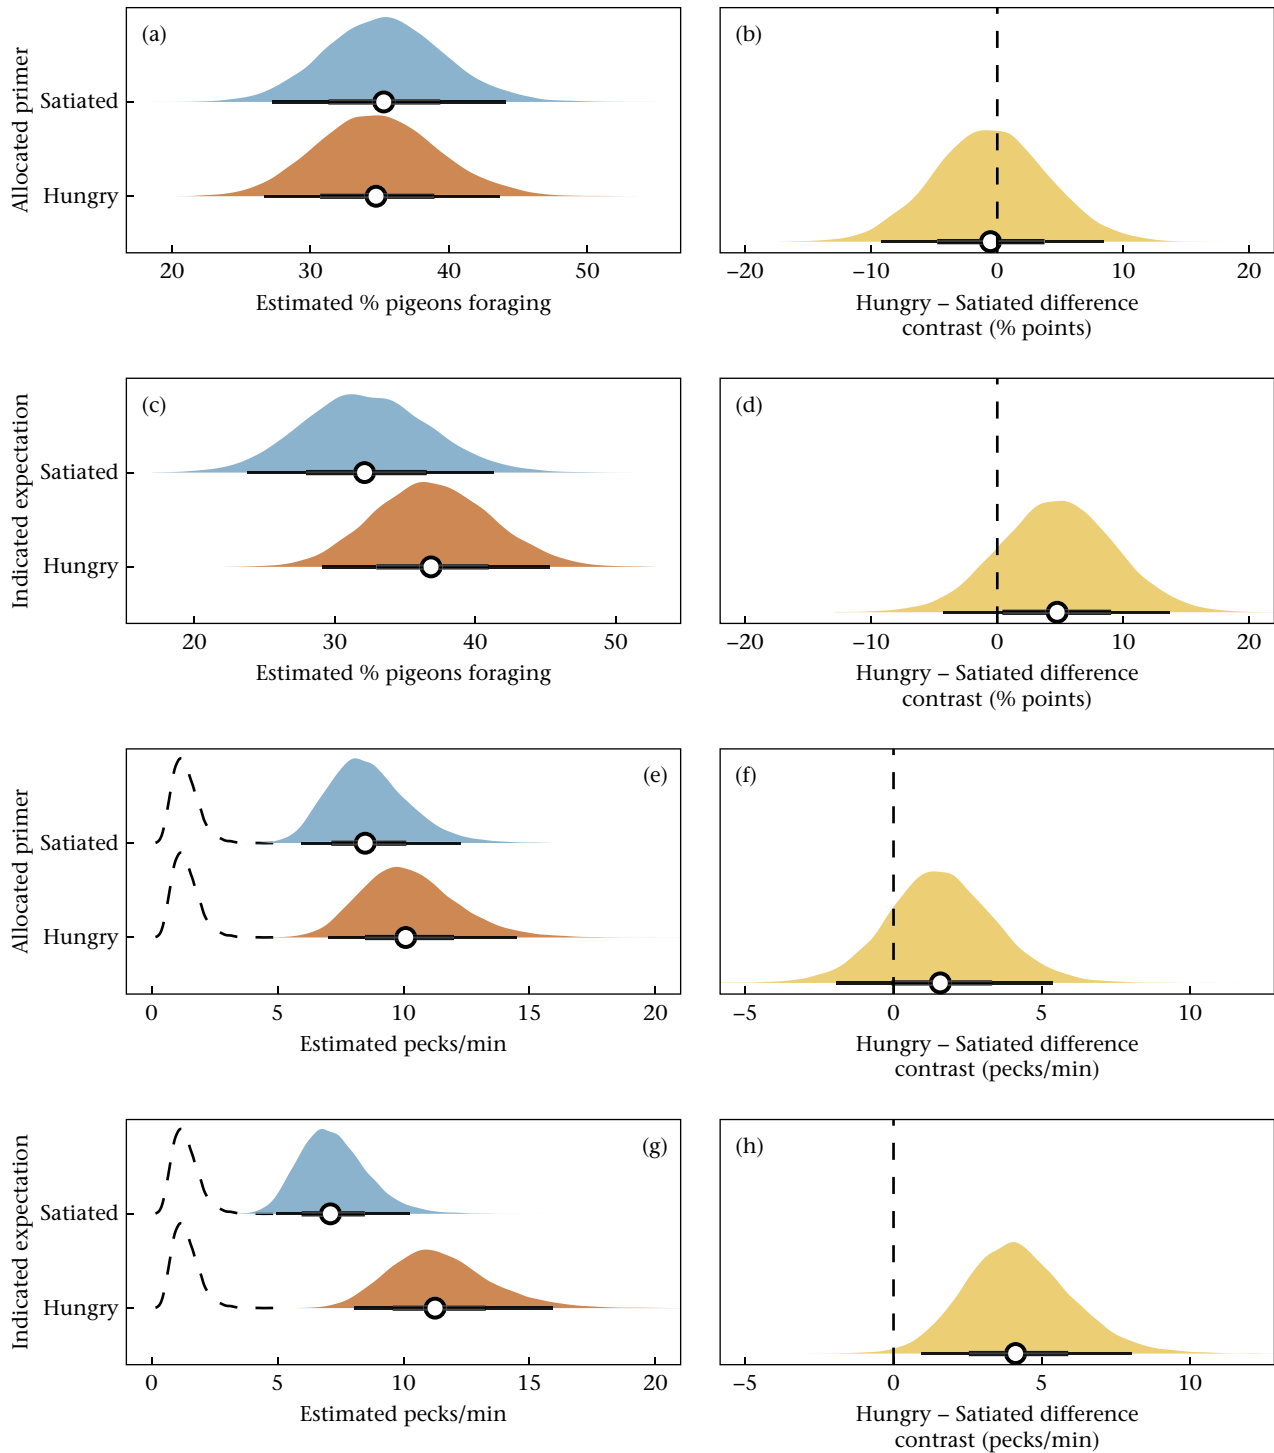 Allocated primer
(a)
Satiated
Hungry
20 30 40 50
Estimated % pigeons foraging
(b)
−20 −10 0 10 20
Hungry – Satiated difference
contrast (% points)
Indicated expectation
(c)
Satiated
Hungry
20 30 40 50
Estimated % pigeons foraging
(d)
−20 −10 0 10 20
Hungry – Satiated difference
contrast (% points)
Allocated primer
(e)
Satiated
Hungry
0 5 10 15 20
Estimated pecks/min
(f)
−5 0 5 10
Hungry – Satiated difference
contrast (pecks/min)
Indicated expectation
(g)
Satiated
Hungry
0 5 10 15 20
Estimated pecks/min
(h)
−5 0 5 10
Hungry – Satiated difference
contrast (pecks/min)